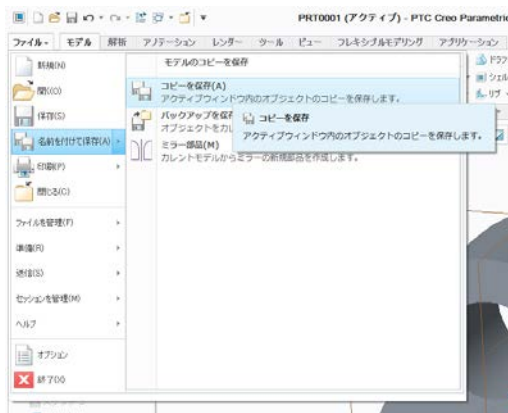 PRT0001 (アクティブ) - PTC Creo Parametric
ファイル モデル 解析 アノテーション レンダー ツール ビュー フレキシブルモデリング アプリケーション
新規(N)
開く(O)
保存(S)
名前を付けて保存(A)
印刷(P)
閉じる(C)
ファイルを管理(F)
準備(R)
送信(S)
セッションを管理(M)
ヘルプ
オプション
終了(X)
モデルのコピーを保存
コピーを保存(A)
アクティブウィンドウ内のオブジェクトのコピーを保存します。
バックアップを保存
オブジェクトをカレ
ミラー部品(M)
カレントモデルからミラーの新規部品を作成します。
コピーを保存
アクティブウィンドウ内のオブジェクトのコピーを保存します。
ドラフ
シェル
リブ